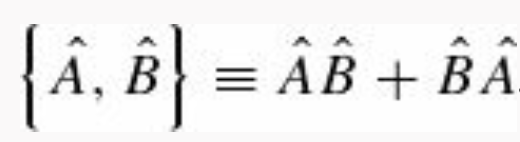 {Â, B̂} ≡ ÂB̂ + B̂Â.